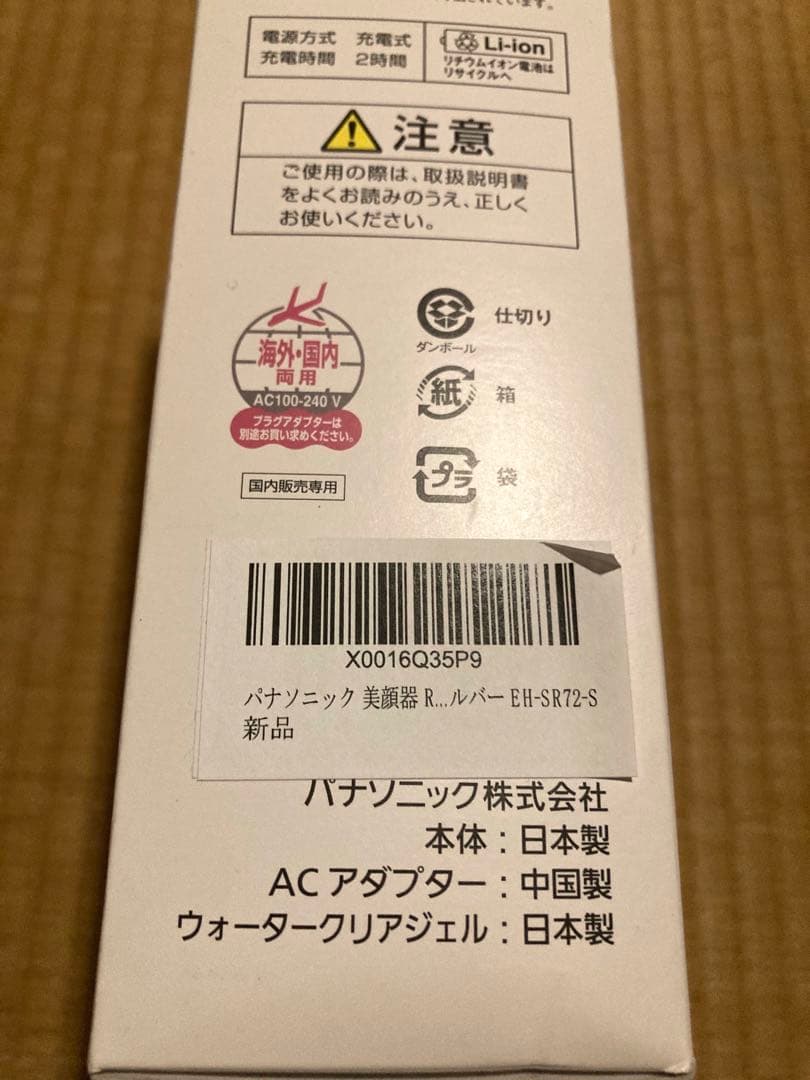 電源方式 充電式
充電時間 2時間
Li-ion
リチウムイオン電池は
リサイクルへ
注意
ご使用の際は、取扱説明書
をよくお読みのうえ、正しく
お使いください。
海外・国内
両用
AC100-240 V
プラグアダプターは
別途お買い求めください。
国内販売専用
ダンボール
仕切り
紙
箱
プラ
袋
X0016Q35P9
パナソニック 美顔器 R...ルバー EH-SR72-S
新品
パナソニック株式会社
本体：日本製
ACアダプター：中国製
ウォータークリアジェル：日本製